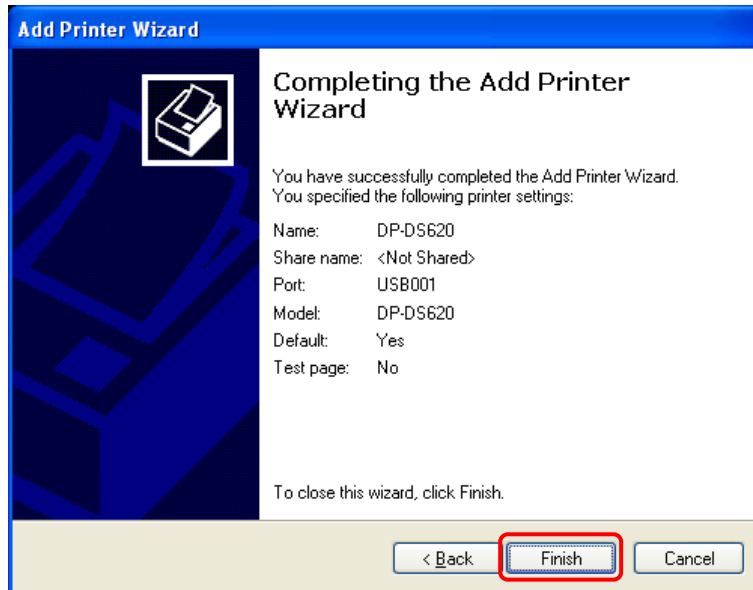 Add Printer Wizard
Completing the Add Printer
Wizard
You have successfully completed the Add Printer Wizard.
You specified the following printer settings:
Name: DP-DS620
Share name: <Not Shared>
Port: USB001
Model: DP-DS620
Default: Yes
Test page: No
To close this wizard, click Finish.
< Back Finish Cancel